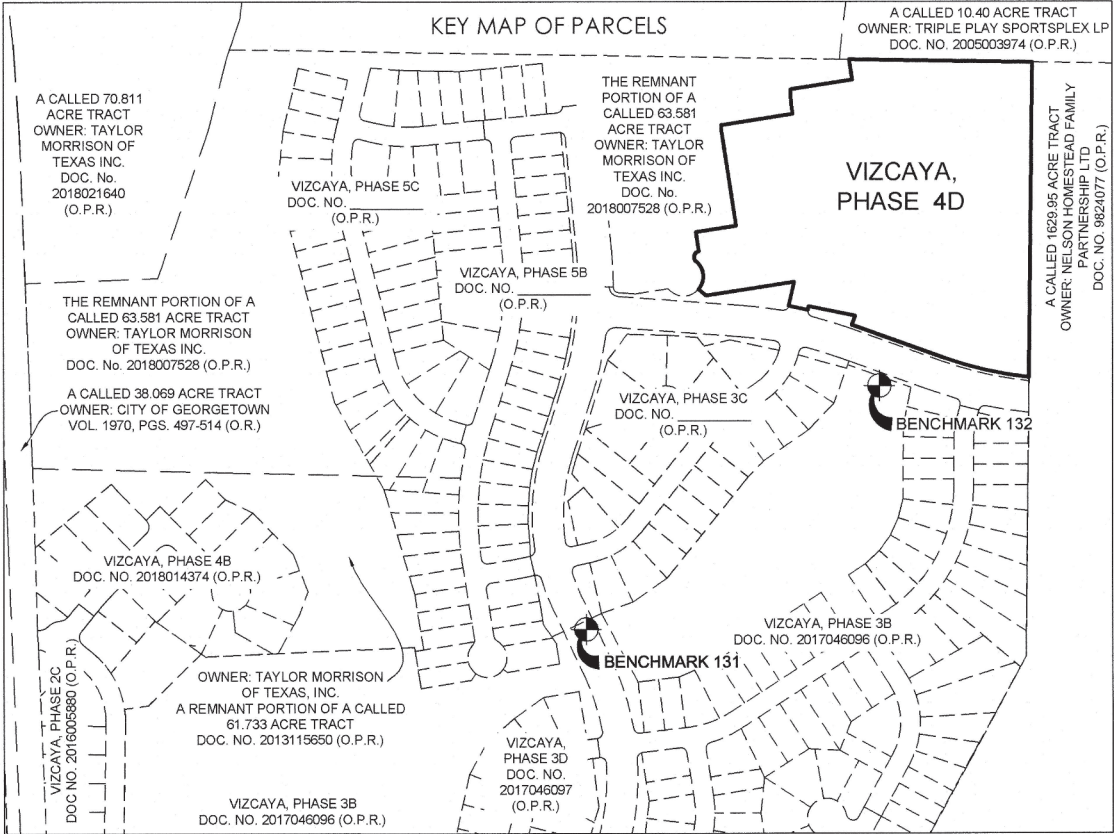 KEY MAP OF PARCELS
A CALLED 10.40 ACRE TRACT
OWNER: TRIPLE PLAY SPORTSPLEX LP
DOC. NO. 2005003974 (O.P.R.)
A CALLED 70.811
ACRE TRACT
OWNER: TAYLOR
MORRISON OF
TEXAS INC.
DOC. No.
2018021640
(O.P.R.)
THE REMNANT
PORTION OF A
CALLED 63.581
ACRE TRACT
OWNER: TAYLOR
MORRISON OF
TEXAS INC.
DOC. No.
2018007528 (O.P.R.)
VIZCAYA,
PHASE 4D
A CALLED 1629.95 ACRE TRACT
OWNER: NELSON HOMESTEAD FAMILY
PARTNERSHIP LTD
DOC. NO. 9824077 (O.P.R.)
VIZCAYA, PHASE 5C
DOC. NO. ________
(O.P.R.)
VIZCAYA, PHASE 5B
DOC. NO. ________
(O.P.R.)
THE REMNANT PORTION OF A
CALLED 63.581 ACRE TRACT
OWNER: TAYLOR MORRISON
OF TEXAS INC.
DOC. No. 2018007528 (O.P.R.)
A CALLED 38.069 ACRE TRACT
OWNER: CITY OF GEORGETOWN
VOL. 1970, PGS. 497-514 (O.R.)
VIZCAYA, PHASE 3C
DOC. NO. ________
(O.P.R.)
BENCHMARK 132
VIZCAYA, PHASE 4B
DOC. NO. 2018014374 (O.P.R.)
VIZCAYA, PHASE 3B
DOC. NO. 2017046096 (O.P.R.)
BENCHMARK 131
VIZCAYA, PHASE 2C
DOC NO. 2016005880 (O.P.R.)
OWNER: TAYLOR MORRISON
OF TEXAS, INC.
A REMNANT PORTION OF A CALLED
61.733 ACRE TRACT
DOC. NO. 2013115650 (O.P.R.)
VIZCAYA,
PHASE 3D
DOC. NO.
2017046097
(O.P.R.)
VIZCAYA, PHASE 3B
DOC. NO. 2017046096 (O.P.R.)